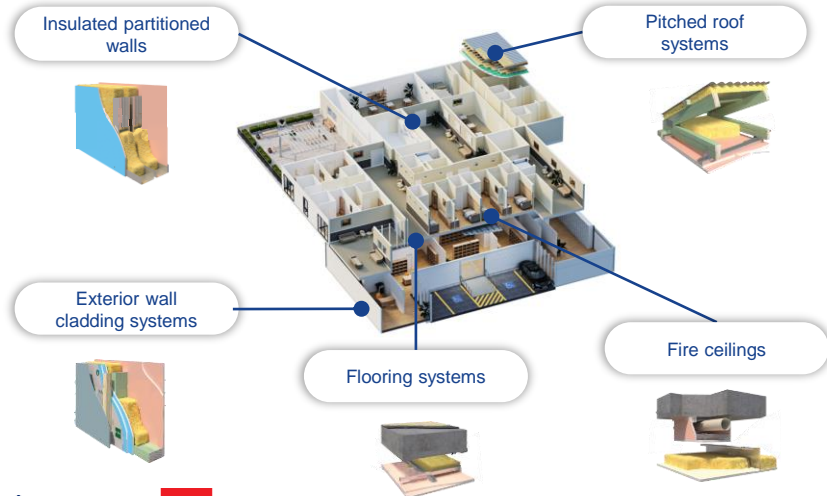 Insulated partitioned
walls
Pitched roof
systems
Exterior wall
cladding systems
Flooring systems
Fire ceilings